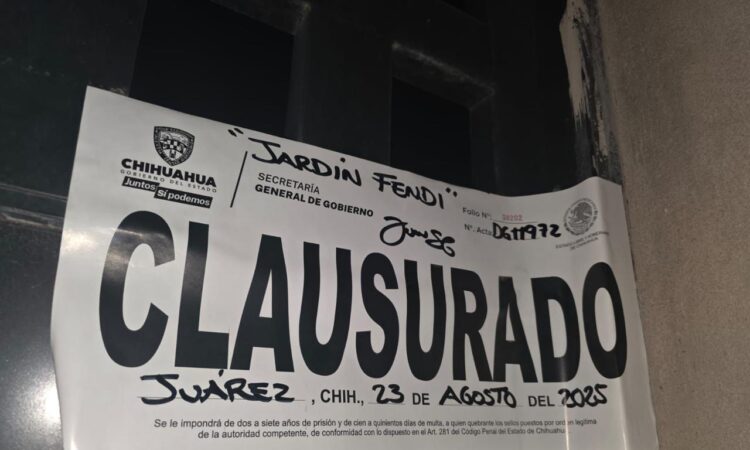 "JARDIN FENDI"
CHIHUAHUA
GOBIERNO DEL ESTADO
Juntos Sí podemos
SECRETARÍA
GENERAL DE GOBIERNO
Folio N°.
N°. Acta DG11972
CLAUSURADO
JUÁREZ, CHIH., 23 DE AGOSTO DEL 2025
Se le impondrá de dos a siete años de prisión y de cien a quinientos días de multa, a quien quebrante los sellos puestos por orden legítima
de la autoridad competente, de conformidad con lo dispuesto en el Art. 281 del Código Penal del Estado de Chihuahua